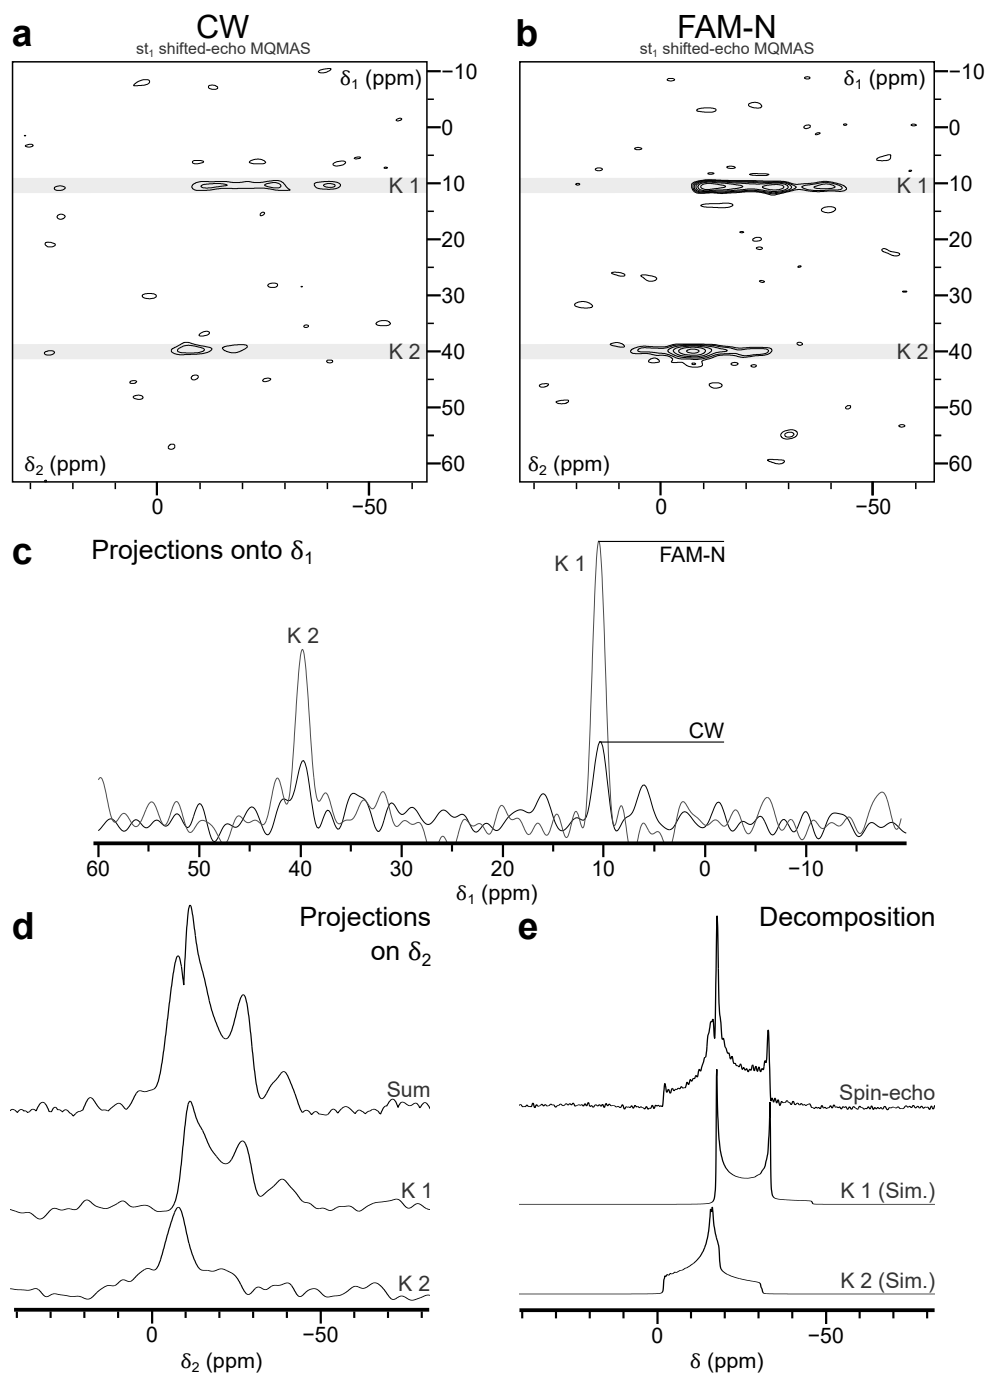 a
CW
st₁ shifted-echo MQMAS
b
FAM-N
st₁ shifted-echo MQMAS
δ₁ (ppm)
δ₁ (ppm)
−10
−10
0
0
K 1
10
K 1
10
20
20
30
30
K 2
40
K 2
40
50
50
60
60
δ₂ (ppm)
δ₂ (ppm)
0
−50
0
−50
c
Projections onto δ₁
K 1
FAM-N
K 2
CW
60
50
40
30
20
10
0
−10
δ₁ (ppm)
d
Projections
on δ₂
Sum
K 1
K 2
0
−50
δ₂ (ppm)
e
Decomposition
Spin-echo
K 1 (Sim.)
K 2 (Sim.)
0
−50
δ (ppm)